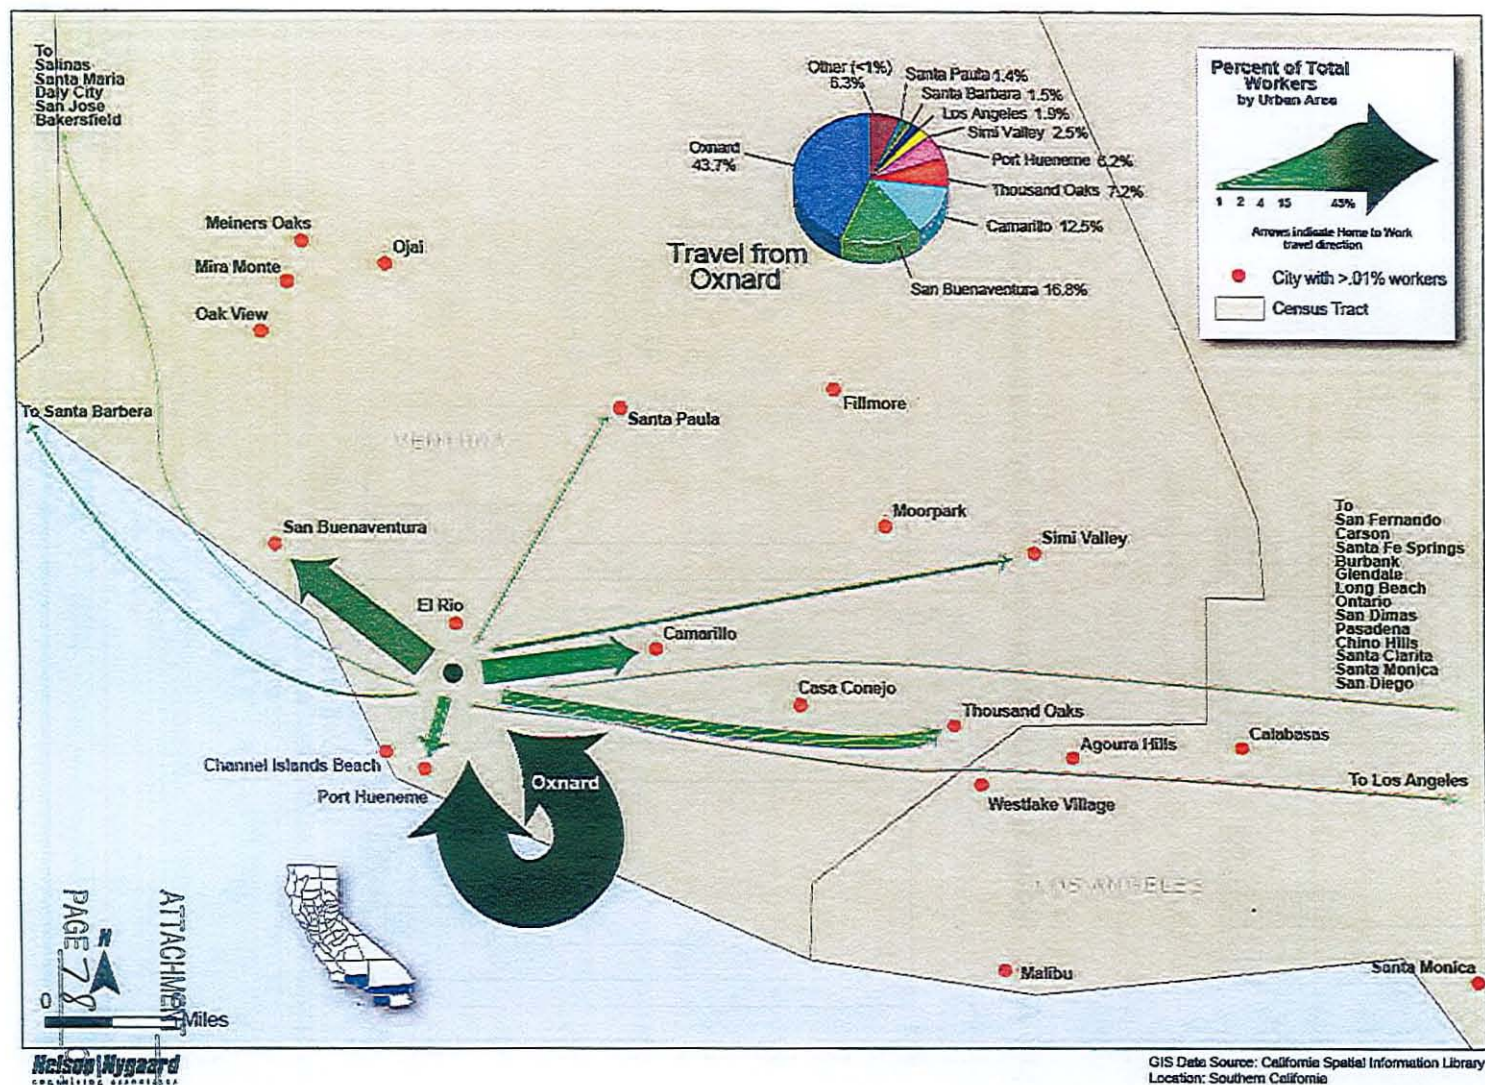 To
Salinas
Santa Maria
Daly City
San Jose
Bakersfield
Other (<1%)
6.3%
Santa Paula 1.4%
Santa Barbara 1.5%
Los Angeles 1.9%
Simi Valley 2.5%
Port Hueneme 6.2%
Thousand Oaks 7.2%
Camarillo 12.5%
San Buenaventura 16.8%
Oxnard
43.7%
Travel from
Oxnard
Percent of Total
Workers
by Urban Area
1 2 4 15 45%
Arrows indicate Home to Work
travel direction
City with >.01% workers
Census Tract
Meiners Oaks
Ojai
Mira Monte
Oak View
To Santa Barbera
Santa Paula
Fillmore
VENTURA
San Buenaventura
Moorpark
Simi Valley
El Rio
Camarillo
To
San Fernando
Carson
Santa Fe Springs
Burbank
Glendale
Long Beach
Ontario
San Dimas
Pasadena
Chino Hills
Santa Clarita
Santa Monica
San Diego
Casa Conejo
Thousand Oaks
Agoura Hills
Calabasas
Channel Islands Beach
Port Hueneme
Oxnard
Westlake Village
To Los Angeles
LOS ANGELES
Malibu
Santa Monica
ATTACHMENT
PAGE 78
N
0
Miles
Nelson|Nygaard
consulting associates
GIS Data Source: California Spatial Information Library
Location: Southern California